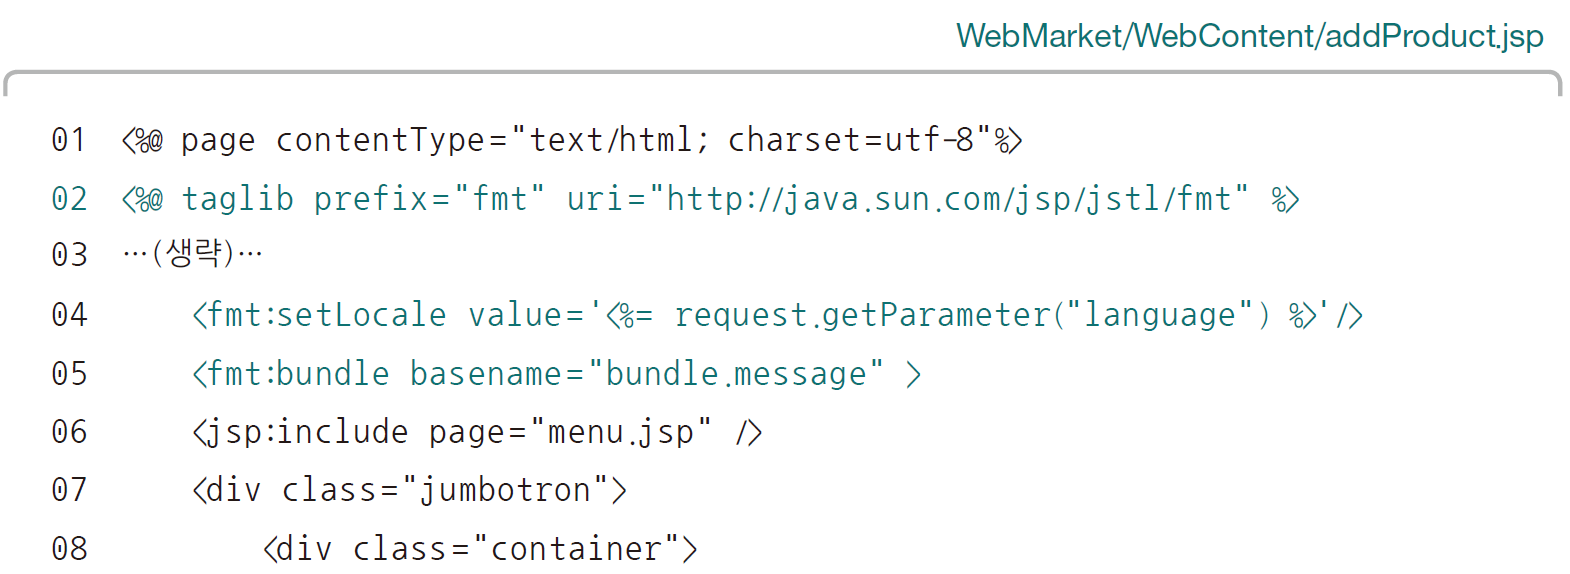 WebMarket/WebContent/addProduct.jsp
01 <%@ page contentType="text/html; charset=utf-8"%>
02 <%@ taglib prefix="fmt" uri="http://java.sun.com/jsp/jstl/fmt" %>
03 …(생략)…
04 <fmt:setLocale value='<%= request.getParameter("language") %>'/>
05 <fmt:bundle basename="bundle.message" >
06 <jsp:include page="menu.jsp" />
07 <div class="jumbotron">
08 <div class="container">